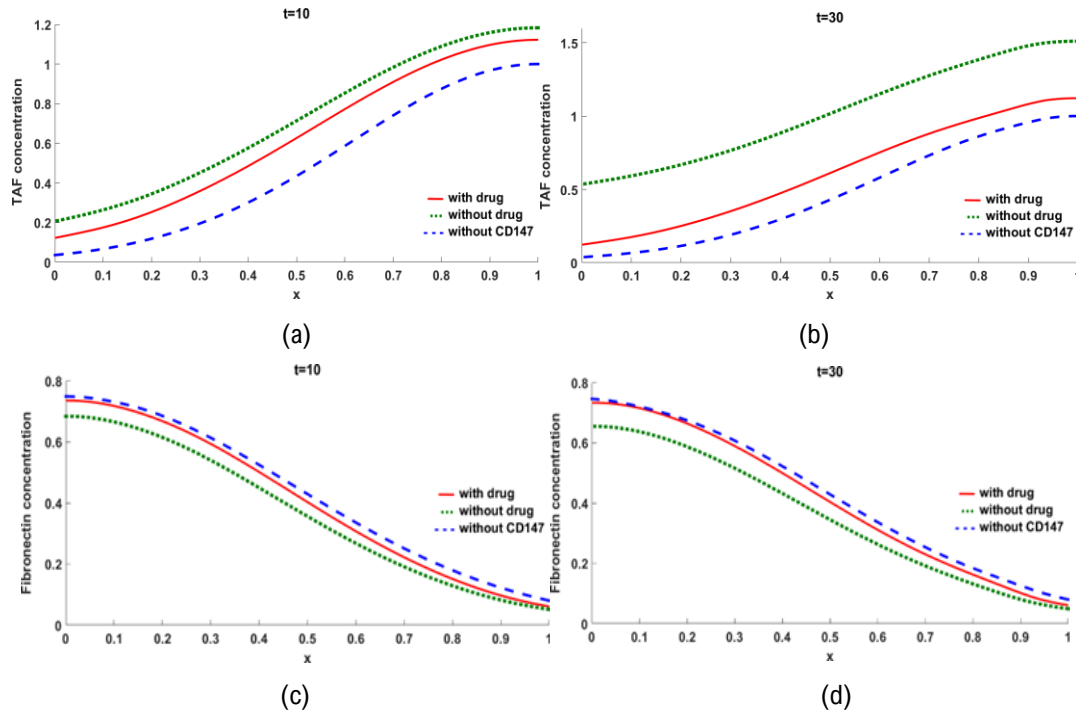 t=10
TAF concentration
1.2
1
0.8
0.6
0.4
0.2
0
with drug
without drug
without CD147
0 0.1 0.2 0.3 0.4 0.5 0.6 0.7 0.8 0.9 1
x
(a)
t=30
TAF concentration
1.5
1
0.5
0
with drug
without drug
without CD147
0 0.1 0.2 0.3 0.4 0.5 0.6 0.7 0.8 0.9 1
x
(b)
t=10
Fibronectin concentration
0.8
0.6
0.4
0.2
0
with drug
without drug
without CD147
0 0.1 0.2 0.3 0.4 0.5 0.6 0.7 0.8 0.9 1
x
(c)
t=30
Fibronectin concentration
0.8
0.6
0.4
0.2
0
with drug
without drug
without CD147
0 0.1 0.2 0.3 0.4 0.5 0.6 0.7 0.8 0.9 1
x
(d)